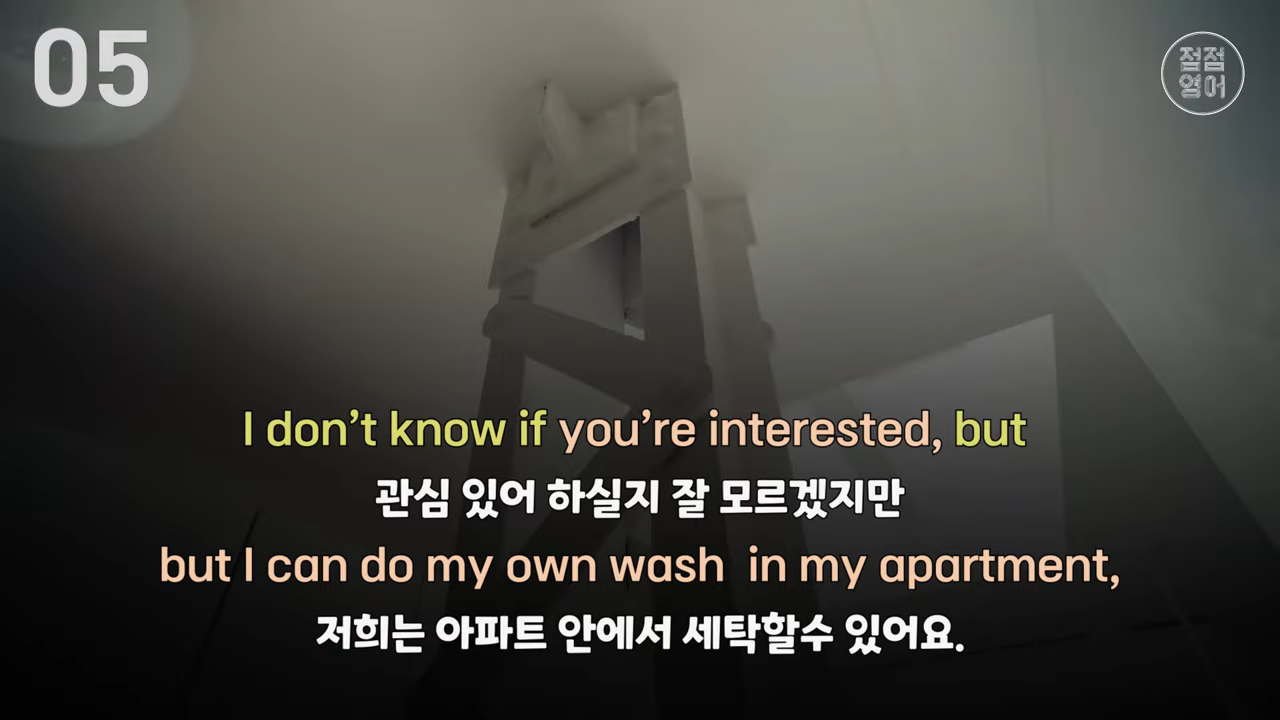 05
점점
영어
I don't know if you're interested, but
관심 있어 하실지 잘 모르겠지만
but I can do my own wash  in my apartment,
저희는 아파트 안에서 세탁할수 있어요.